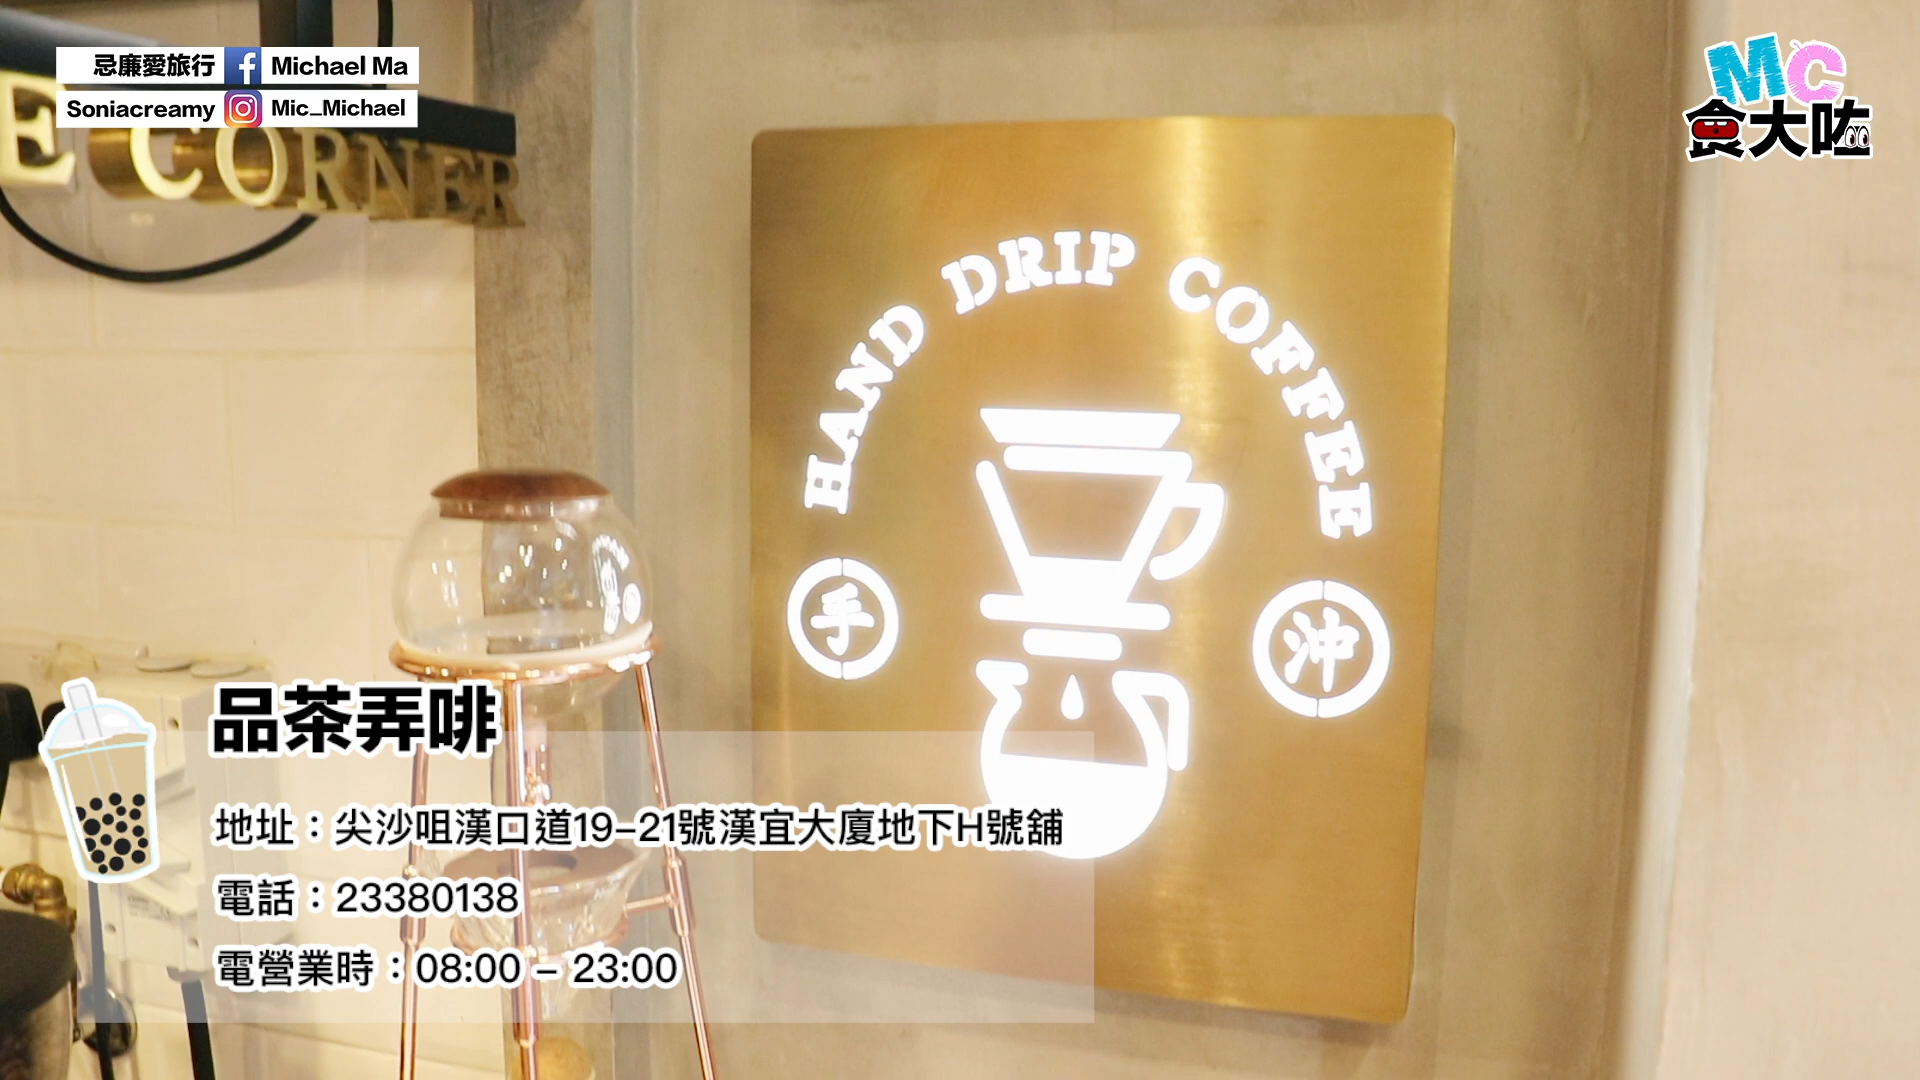 忌廉愛旅行 Michael Ma
Soniacreamy Mic_Michael
MC
食大咗
E CORNER
HAND DRIP COFFEE
手 沖
品茶弄啡
地址：尖沙咀漢口道19-21號漢宜大廈地下H號舖
電話：23380138
電營業時：08:00 - 23:00